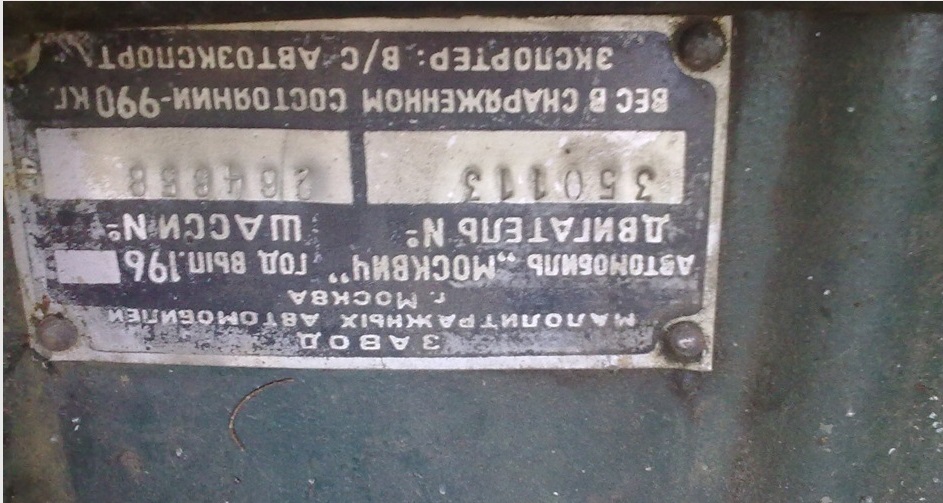 ЗАВОД
МАЛОЛИТРАЖНЫХ АВТОМОБИЛЕЙ
г. МОСКВА
АВТОМОБИЛЬ „МОСКВИЧ" ГОД ВЫП. 196
ДВИГАТЕЛЬ № ШАССИ №
350113
ВЕС В СНАРЯЖЕННОМ СОСТОЯНИИ-990 КГ.
ЭКСПОРТЕР: В/С АВТОЭКСПОРТ